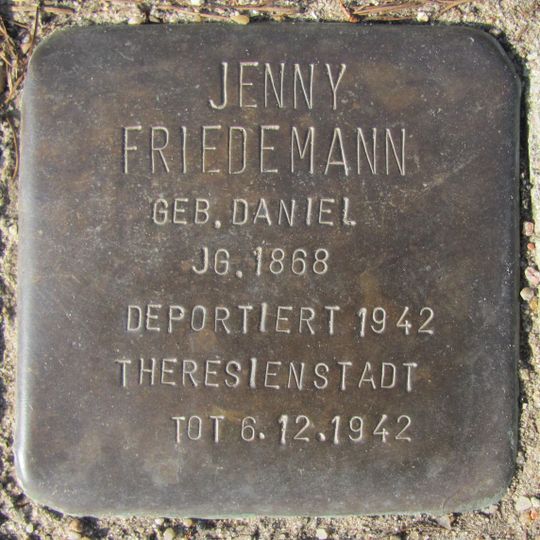 JENNY
FRIEDEMANN
GEB. DANIEL
JG. 1868
DEPORTIERT 1942
THERESIENSTADT
TOT 6.12.1942